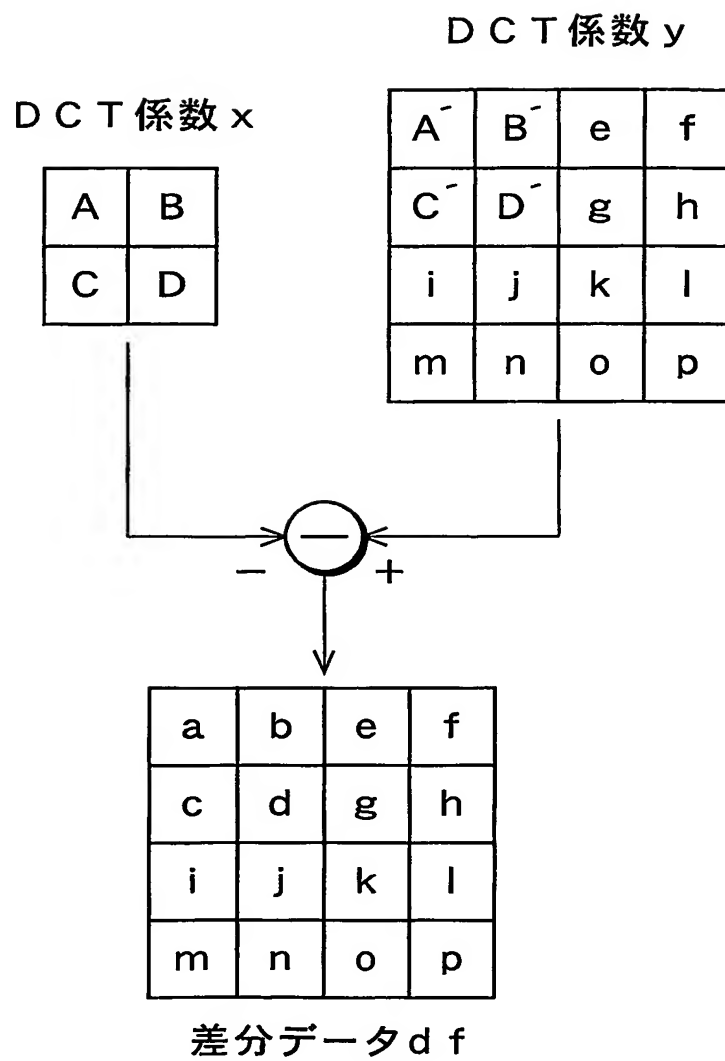 DCT係数y
DCT係数x
A B
C D
A´ B´ e f
C´ D´ g h
i j k l
m n o p
−
− +
a b e f
c d g h
i j k l
m n o p
差分データdf